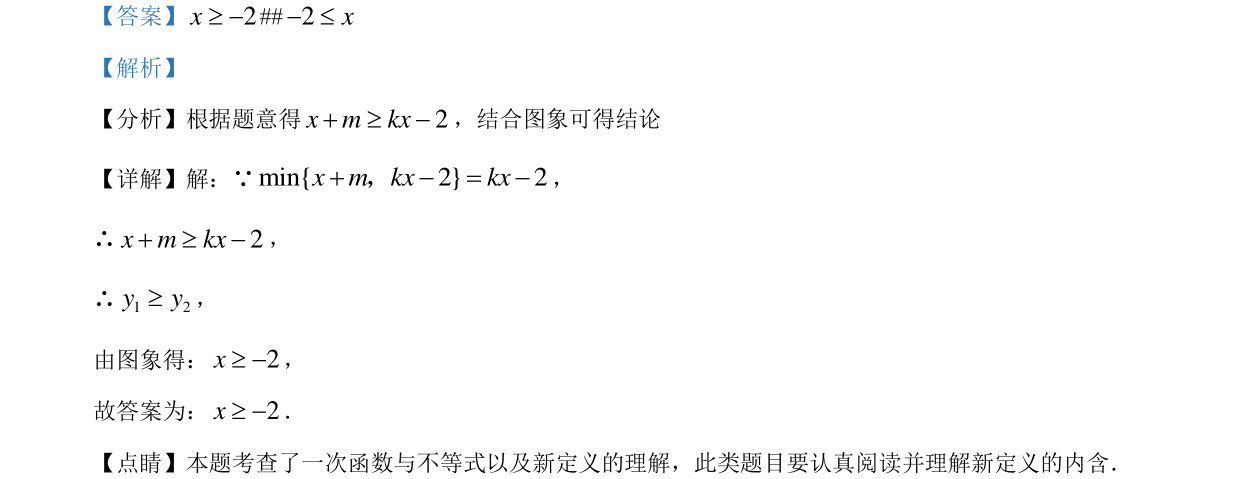 【答案】x ≥ −2##−2 ≤ x
【解析】
【分析】根据题意得 x + m ≥ kx − 2，结合图象可得结论
【详解】解：∵ min{x + m，kx − 2} = kx − 2，
∴ x + m ≥ kx − 2，
∴ y₁ ≥ y₂，
由图象得：x ≥ −2，
故答案为：x ≥ −2．
【点睛】本题考查了一次函数与不等式以及新定义的理解，此类题目要认真阅读并理解新定义的内含．